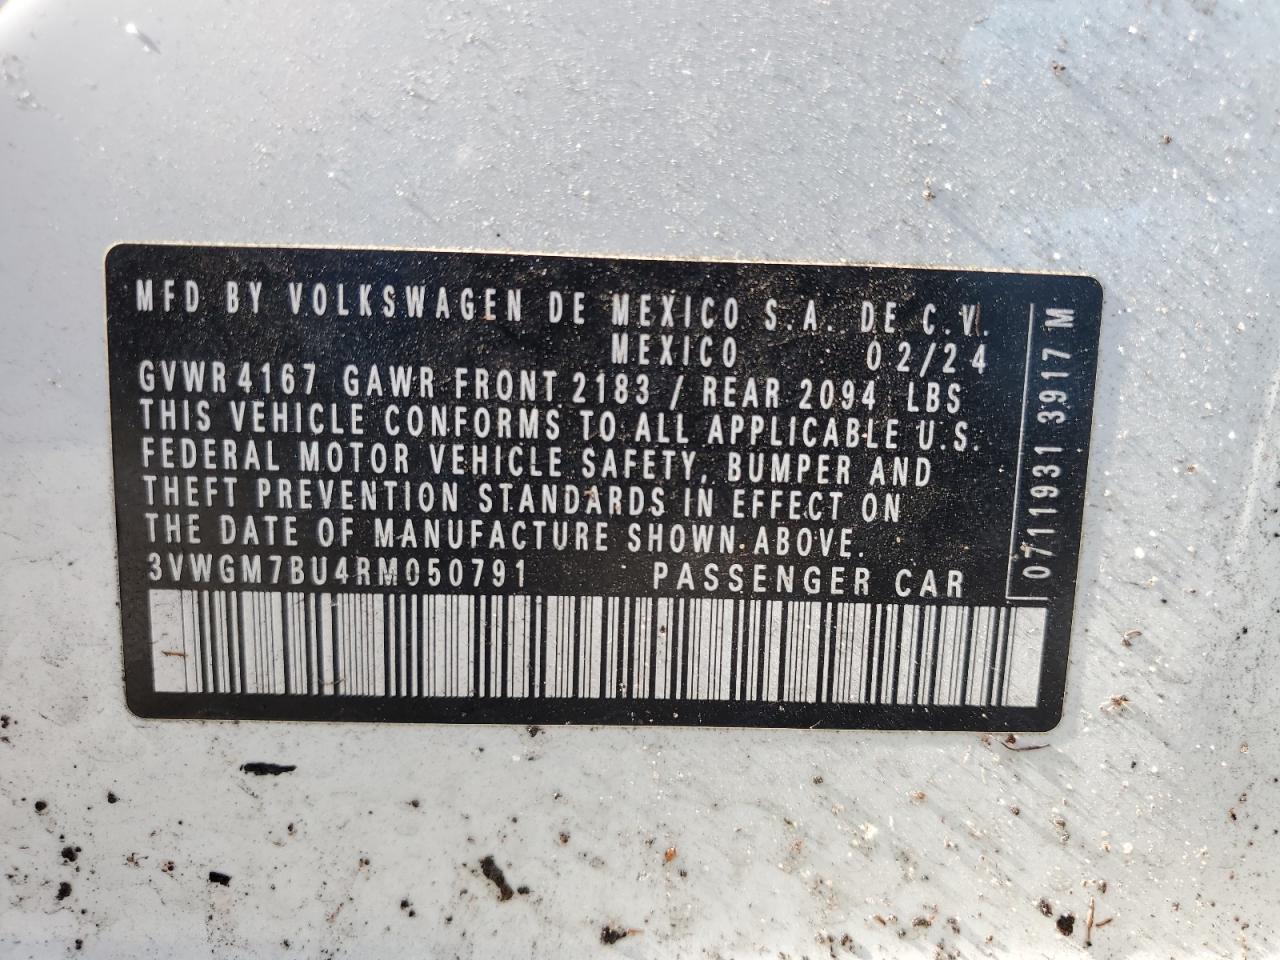 MFD BY VOLKSWAGEN DE MEXICO S.A. DE C.V.
MEXICO 02/24
GVWR 4167 GAWR FRONT 2183 / REAR 2094 LBS
THIS VEHICLE CONFORMS TO ALL APPLICABLE U.S.
FEDERAL MOTOR VEHICLE SAFETY, BUMPER AND
THEFT PREVENTION STANDARDS IN EFFECT ON
THE DATE OF MANUFACTURE SHOWN ABOVE.
3VWGM7BU4RM050791 PASSENGER CAR
0711931 3917 M